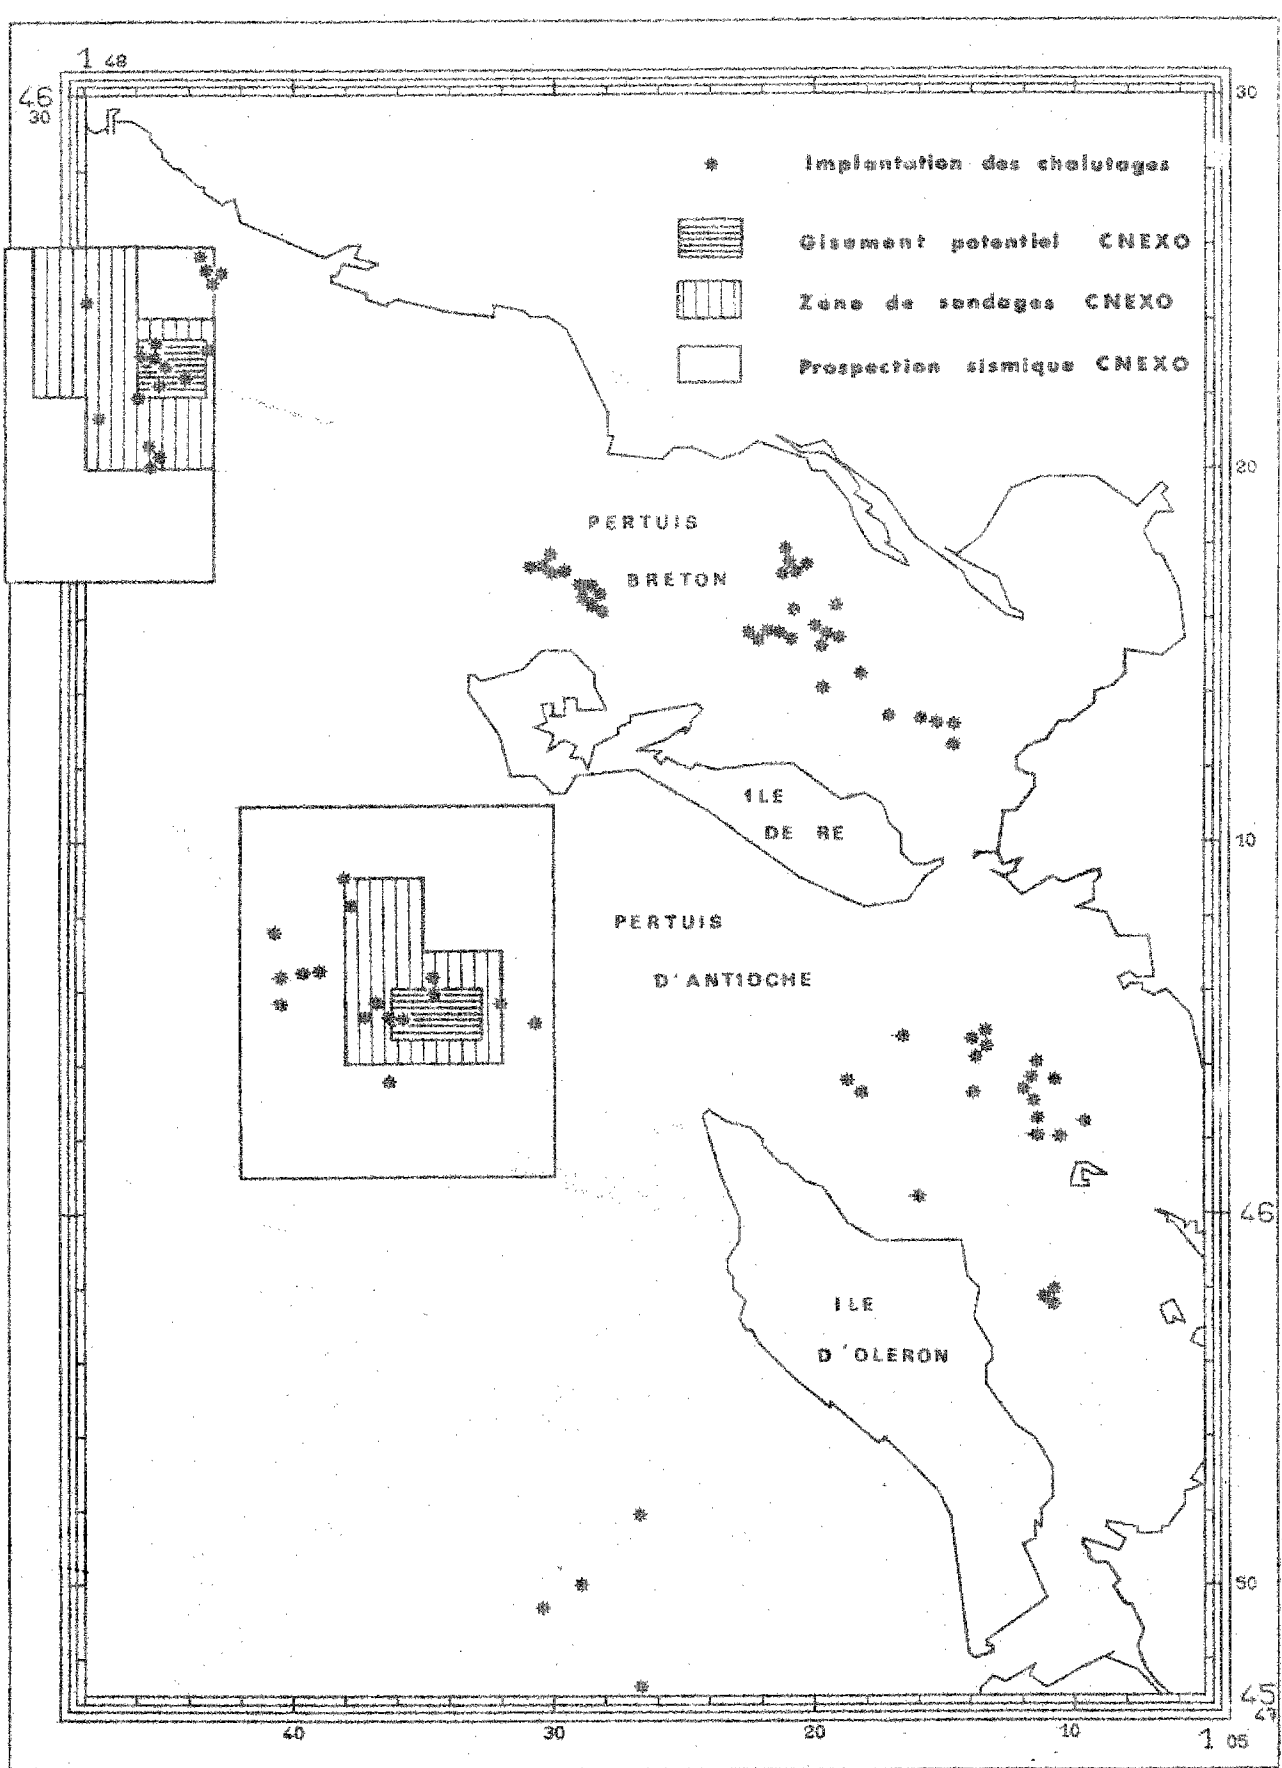 1 48
46
30
30
* Implantation des chalutages
Gisement potentiel CNEXO
Zone de sondages CNEXO
Prospection sismique CNEXO
20
PERTUIS
BRETON
ILE
DE RE
10
PERTUIS
D'ANTIOCHE
46
ILE
D'OLERON
50
45
47
40
30
20
10
1 05